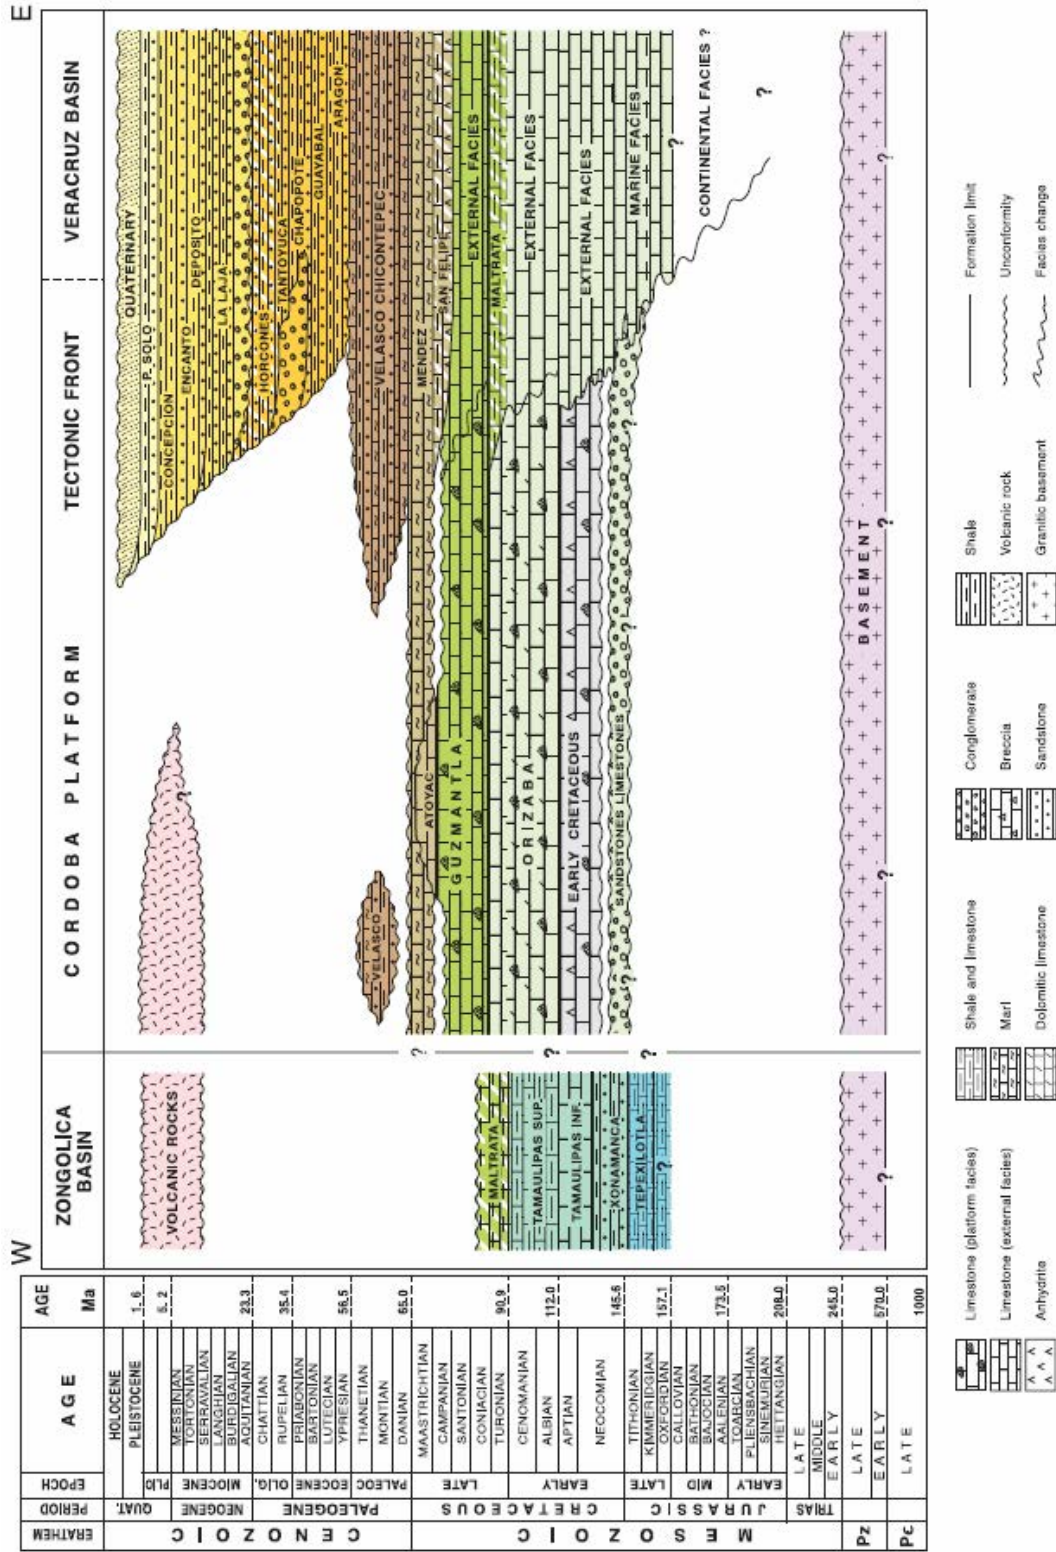 W
E
ERATHEM
PERIOD
EPOCH
AGE
AGE
Ma
ZONGOLICA
BASIN
CORDOBA PLATFORM
TECTONIC FRONT
VERACRUZ BASIN
CENOZOIC
MESOZOIC
Pz
Pє
QUAT.
NEOGENE
PALEOGENE
CRETACEOUS
JURASSIC
TRIAS
PLIO
MIOCENE
OLIG.
EOCENE
PALEOC
LATE
EARLY
LATE
MID
EARLY
HOLOCENE
PLEISTOCENE
MESSINIAN
TORTONIAN
SERRAVALIAN
LANGHIAN
BURDIGALIAN
AQUITANIAN
CHATTIAN
RUPELIAN
PRIABONIAN
BARTONIAN
LUTECIAN
YPRESIAN
THANETIAN
MONTIAN
DANIAN
MAASTRICHTIAN
CAMPANIAN
SANTONIAN
CONIACIAN
TURONIAN
CENOMANIAN
ALBIAN
APTIAN
NEOCOMIAN
TITHONIAN
KIMMERIDGIAN
OXFORDIAN
CALLOVIAN
BATHONIAN
BAJOCIAN
AALENIAN
TOARCIAN
PLIENSBACHIAN
SINEMURIAN
HETTANGIAN
LATE
MIDDLE
EARLY
LATE
EARLY
LATE
1.6
5.2
23.3
35.4
56.5
65.0
90.9
112.0
145.6
157.1
173.5
208.0
245.0
570.0
1000
VOLCANIC ROCKS
MALTRATA
TAMAULIPAS SUP.
TAMAULIPAS INF.
XONAMANCA
TEPEXILOTLA
?
?
?
?
?
?
VELASCO
ATOYAC
GUZMANTLA
ORIZABA
EARLY CRETACEOUS
SANDSTONES LIMESTONES
?
?
?
?
?
BASEMENT
?
?
QUATERNARY
P. SOLO
CONCEPCIÓN
ENCANTO
DEPOSITO
LA LAJA
HORCONES
TANTOYUCA
CHAPOPOTE
GUAYABAL
ARAGON
VELASCO CHICONTEPEC
MENDEZ
SAN FELIPE
EXTERNAL FACIES
MALTRATA
EXTERNAL FACIES
EXTERNAL FACIES
MARINE FACIES
?
CONTINENTAL FACIES ?
?
Limestone (platform facies)
Limestone (external facies)
Anhydrite
Shale and limestone
Marl
Dolomitic limestone
Conglomerate
Breccia
Sandstone
Shale
Volcanic rock
Granitic basement
Formation limit
Unconformity
Facies change